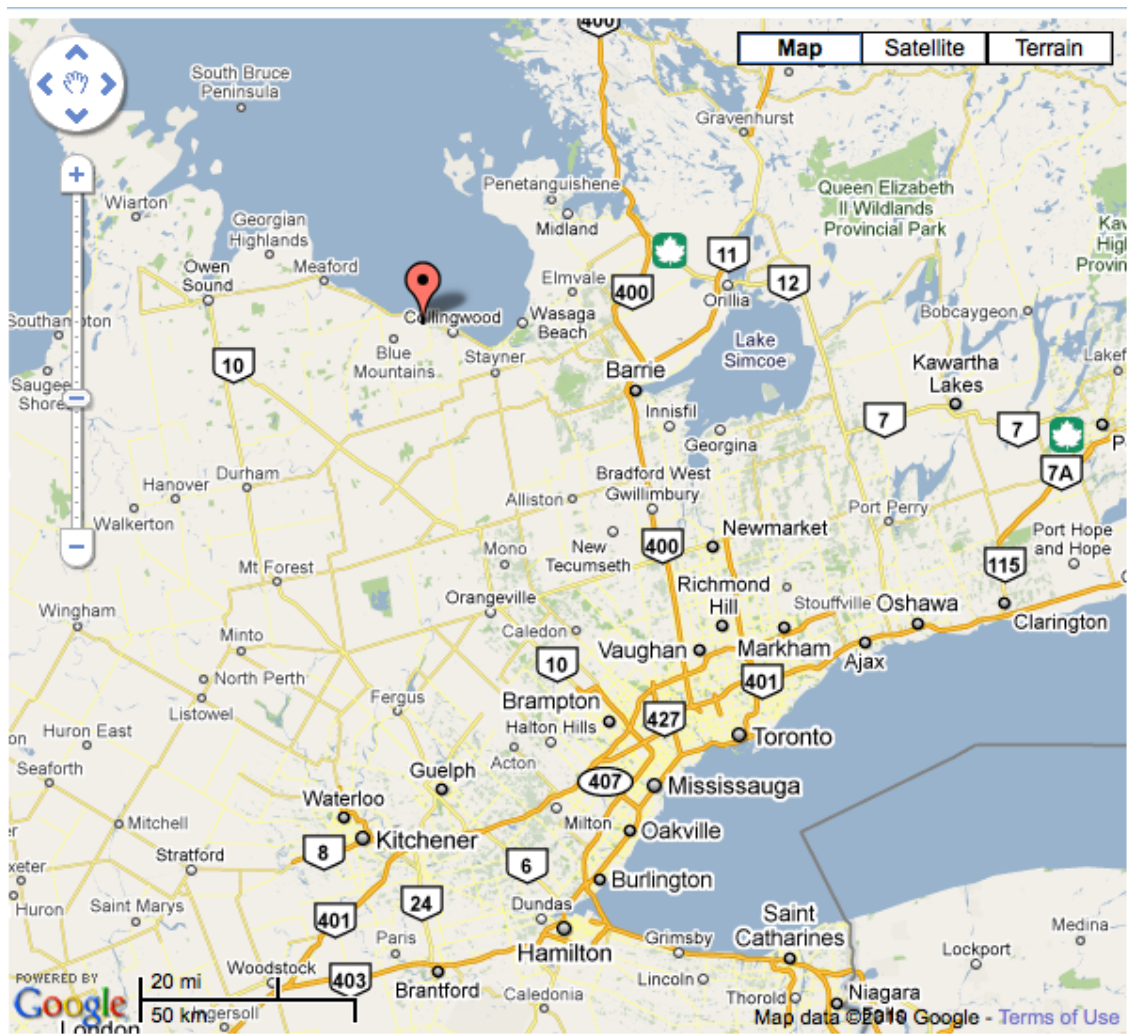 400
Map
Satellite
Terrain
South Bruce
Peninsula
Gravenhurst
Wiarton
Penetanguishene
Midland
Queen Elizabeth
II Wildlands
Provincial Park
Georgian
Highlands
Owen
Sound
Meaford
Elmvale
11
12
400
Orillia
Collingwood
Wasaga
Beach
Bobcaygeon
Blue
Mountains
Stayner
Lake
Simcoe
10
Barrie
Kawartha
Lakes
Innisfil
Georgina
7
7
7A
Durham
Hanover
Walkerton
Alliston
Bradford West
Gwillimbury
Port Perry
Newmarket
New
Tecumseth
400
Mono
Port Hope
and Hope
115
Mt Forest
Richmond
Hill
Orangeville
Stouffville
Oshawa
Clarington
Wingham
Minto
Caledon
Vaughan
Markham
Ajax
10
401
North Perth
Listowel
Fergus
Brampton
427
Halton Hills
Toronto
Huron East
Acton
Seaforth
Guelph
407
Mississauga
Waterloo
Milton
Mitchell
Kitchener
Oakville
8
6
Stratford
Burlington
24
Huron
Saint Marys
401
Dundas
Saint
Catharines
Medina
Paris
Hamilton
Grimsby
Lockport
Woodstock
403
Brantford
Lincoln
Caledonia
Thorold
Niagara
Falls
POWERED BY
Google
20 mi
50 km
London
Map data ©2010 Google - Terms of Use